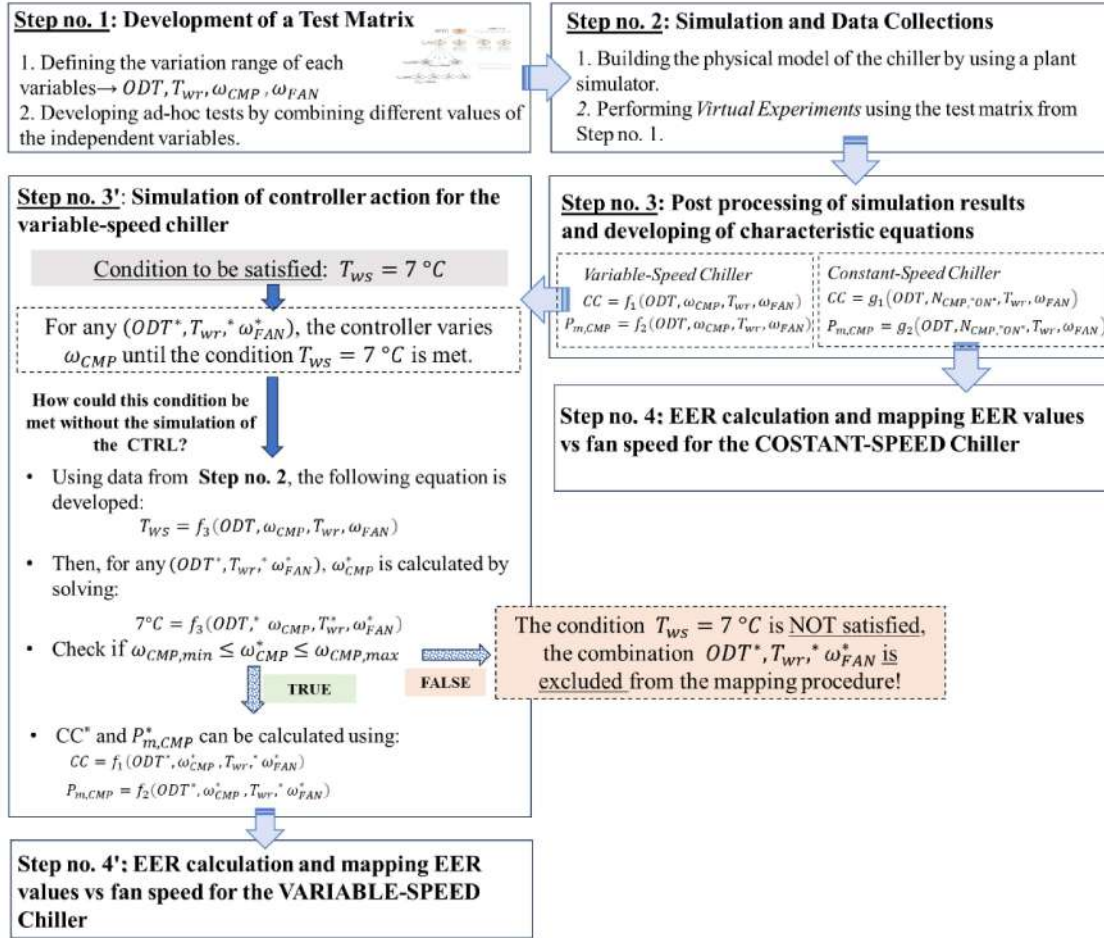 Step no. 1: Development of a Test Matrix
1. Defining the variation range of each
variables→ ODT, T_wr, ω_CMP, ω_FAN
2. Developing ad-hoc tests by combining different values of
the independent variables.
Step no. 2: Simulation and Data Collections
1. Building the physical model of the chiller by using a plant
simulator.
2. Performing Virtual Experiments using the test matrix from
Step no. 1.
Step no. 3: Post processing of simulation results
and developing of characteristic equations
Variable-Speed Chiller
CC = f_1(ODT, ω_CMP, T_wr, ω_FAN)
P_m,CMP = f_2(ODT, ω_CMP, T_wr, ω_FAN)
Constant-Speed Chiller
CC = g_1(ODT, N_CMP,"ON", T_wr, ω_FAN)
P_m,CMP = g_2(ODT, N_CMP,"ON", T_wr, ω_FAN)
Step no. 4: EER calculation and mapping EER values
vs fan speed for the COSTANT-SPEED Chiller
Step no. 3': Simulation of controller action for the
variable-speed chiller
Condition to be satisfied: T_ws = 7 °C
For any (ODT*, T_wr,* ω*_FAN), the controller varies
ω_CMP until the condition T_ws = 7 °C is met.
How could this condition be
met without the simulation of
the CTRL?
• Using data from Step no. 2, the following equation is
developed:
T_ws = f_3(ODT, ω_CMP, T_wr, ω_FAN)
• Then, for any (ODT*, T_wr,* ω*_FAN), ω*_CMP is calculated by
solving:
7°C = f_3(ODT,* ω_CMP, T*_wr, ω*_FAN)
• Check if ω_CMP,min ≤ ω*_CMP ≤ ω_CMP,max
TRUE
FALSE
The condition T_ws = 7 °C is NOT satisfied,
the combination ODT*, T_wr,* ω*_FAN is
excluded from the mapping procedure!
• CC* and P*_m,CMP can be calculated using:
CC = f_1(ODT*, ω*_CMP, T_wr,* ω*_FAN)
P_m,CMP = f_2(ODT*, ω*_CMP, T_wr,* ω*_FAN)
Step no. 4': EER calculation and mapping EER
values vs fan speed for the VARIABLE-SPEED
Chiller